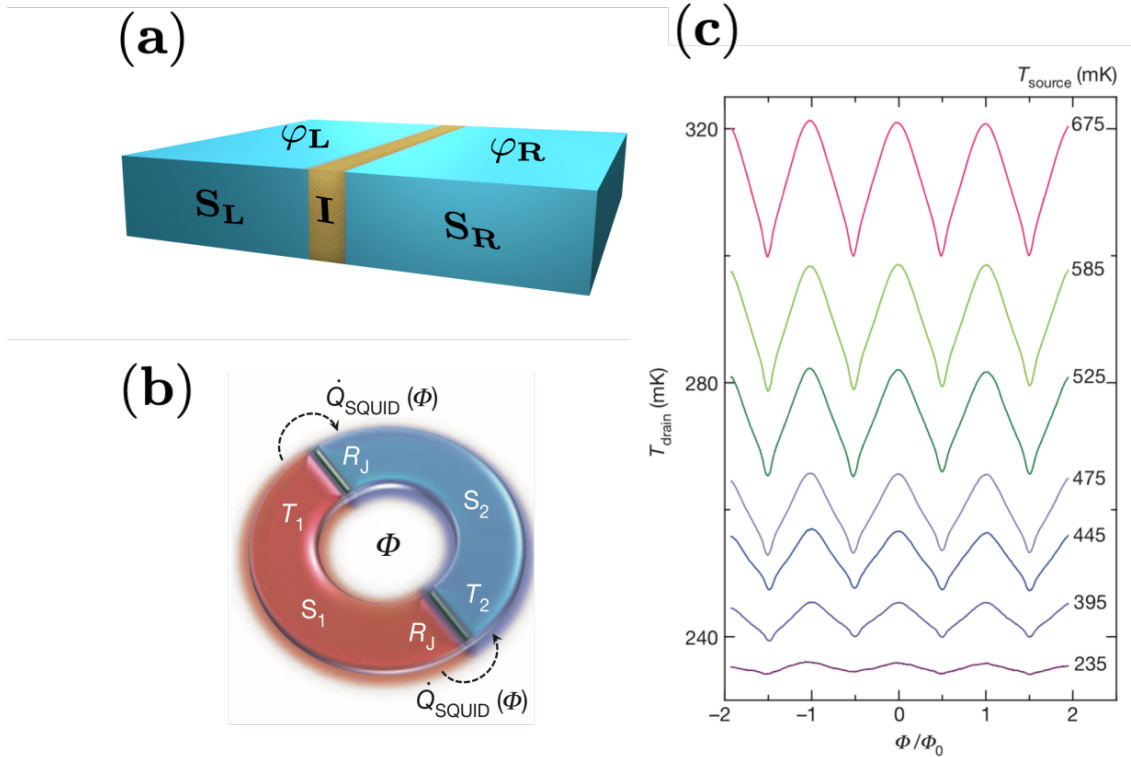 (a)
φL
φR
SL
I
SR
(b)
Q̇SQUID (Φ)
RJ
T1
S2
Φ
S1
T2
RJ
Q̇SQUID (Φ)
(c)
Tsource (mK)
320
675
585
280
525
475
445
395
240
235
Tdrain (mK)
−2
−1
0
1
2
Φ/Φ0